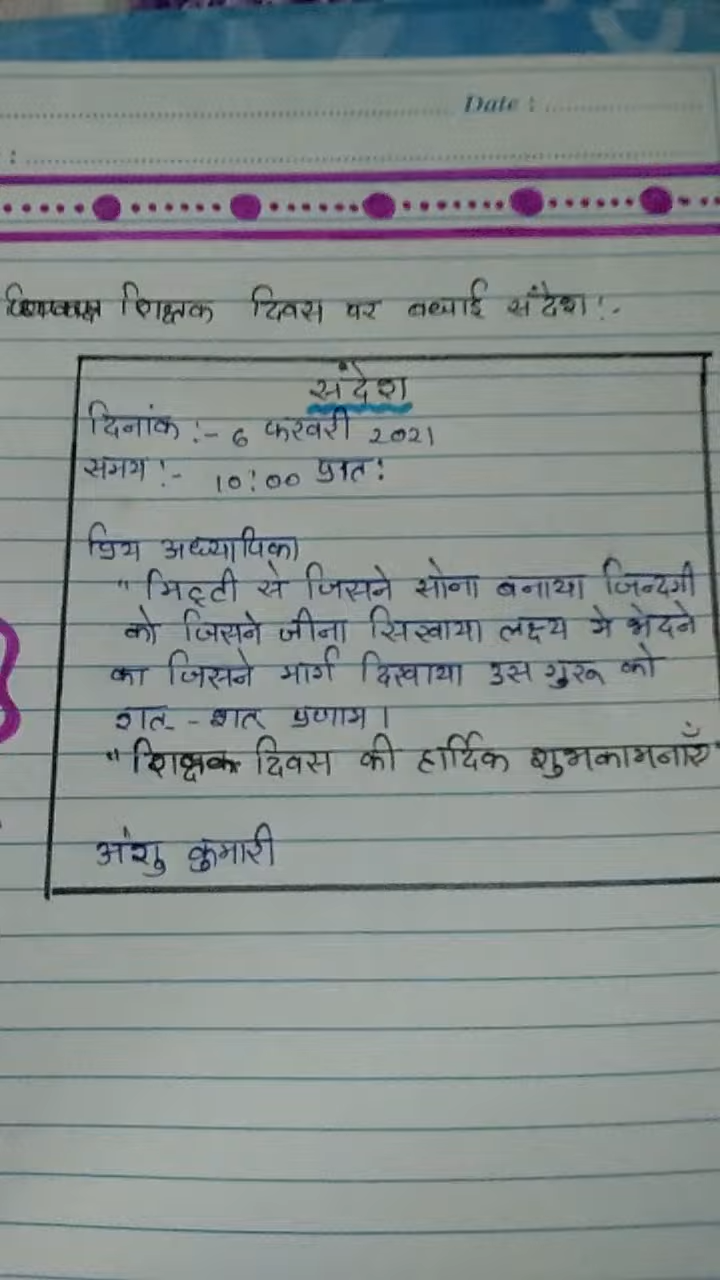 Date :
:
शिक्षक दिवस पर बधाई संदेश:-
संदेश
दिनांक :- 6 फरवरी 2021
समय :- 10:00 प्रात:
प्रिय अध्यापिका
" मिट्टी से जिसने सोना बनाया जिन्दगी
को जिसने जीना सिखाया लक्ष्य मे भेदने
का जिसने मार्ग दिखाया उस गुरू को
शत - शत प्रणाम।
" शिक्षक दिवस की हार्दिक शुभकामनाएँ"
अंशु कुमारी